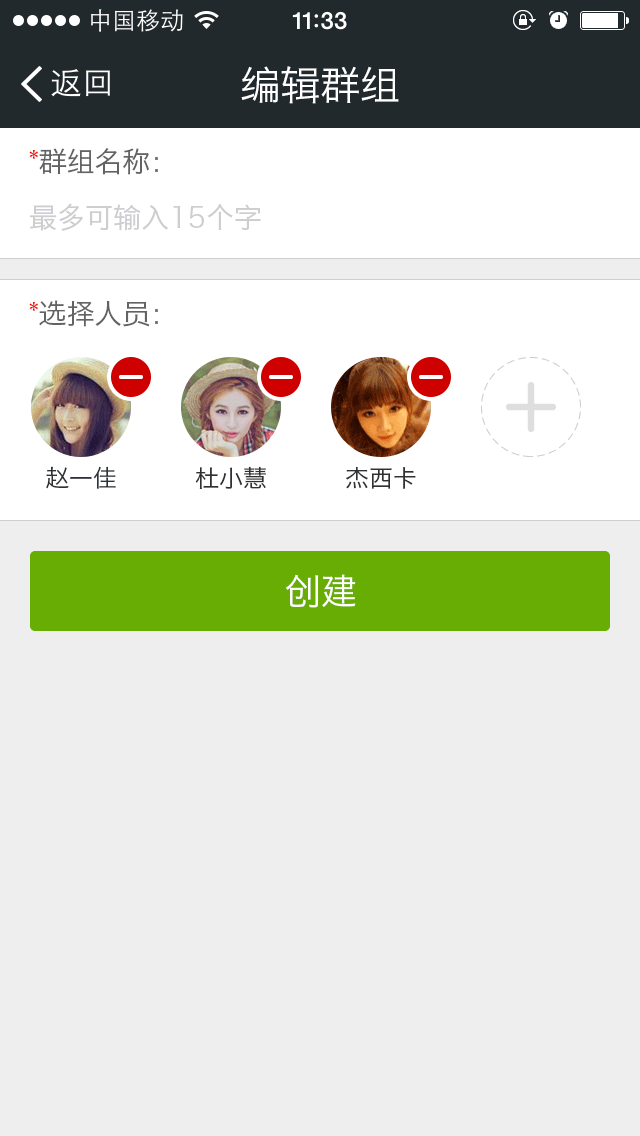 中国移动 11:33
返回 编辑群组
*群组名称:
最多可输入15个字
*选择人员:
赵一佳 杜小慧 杰西卡
创建